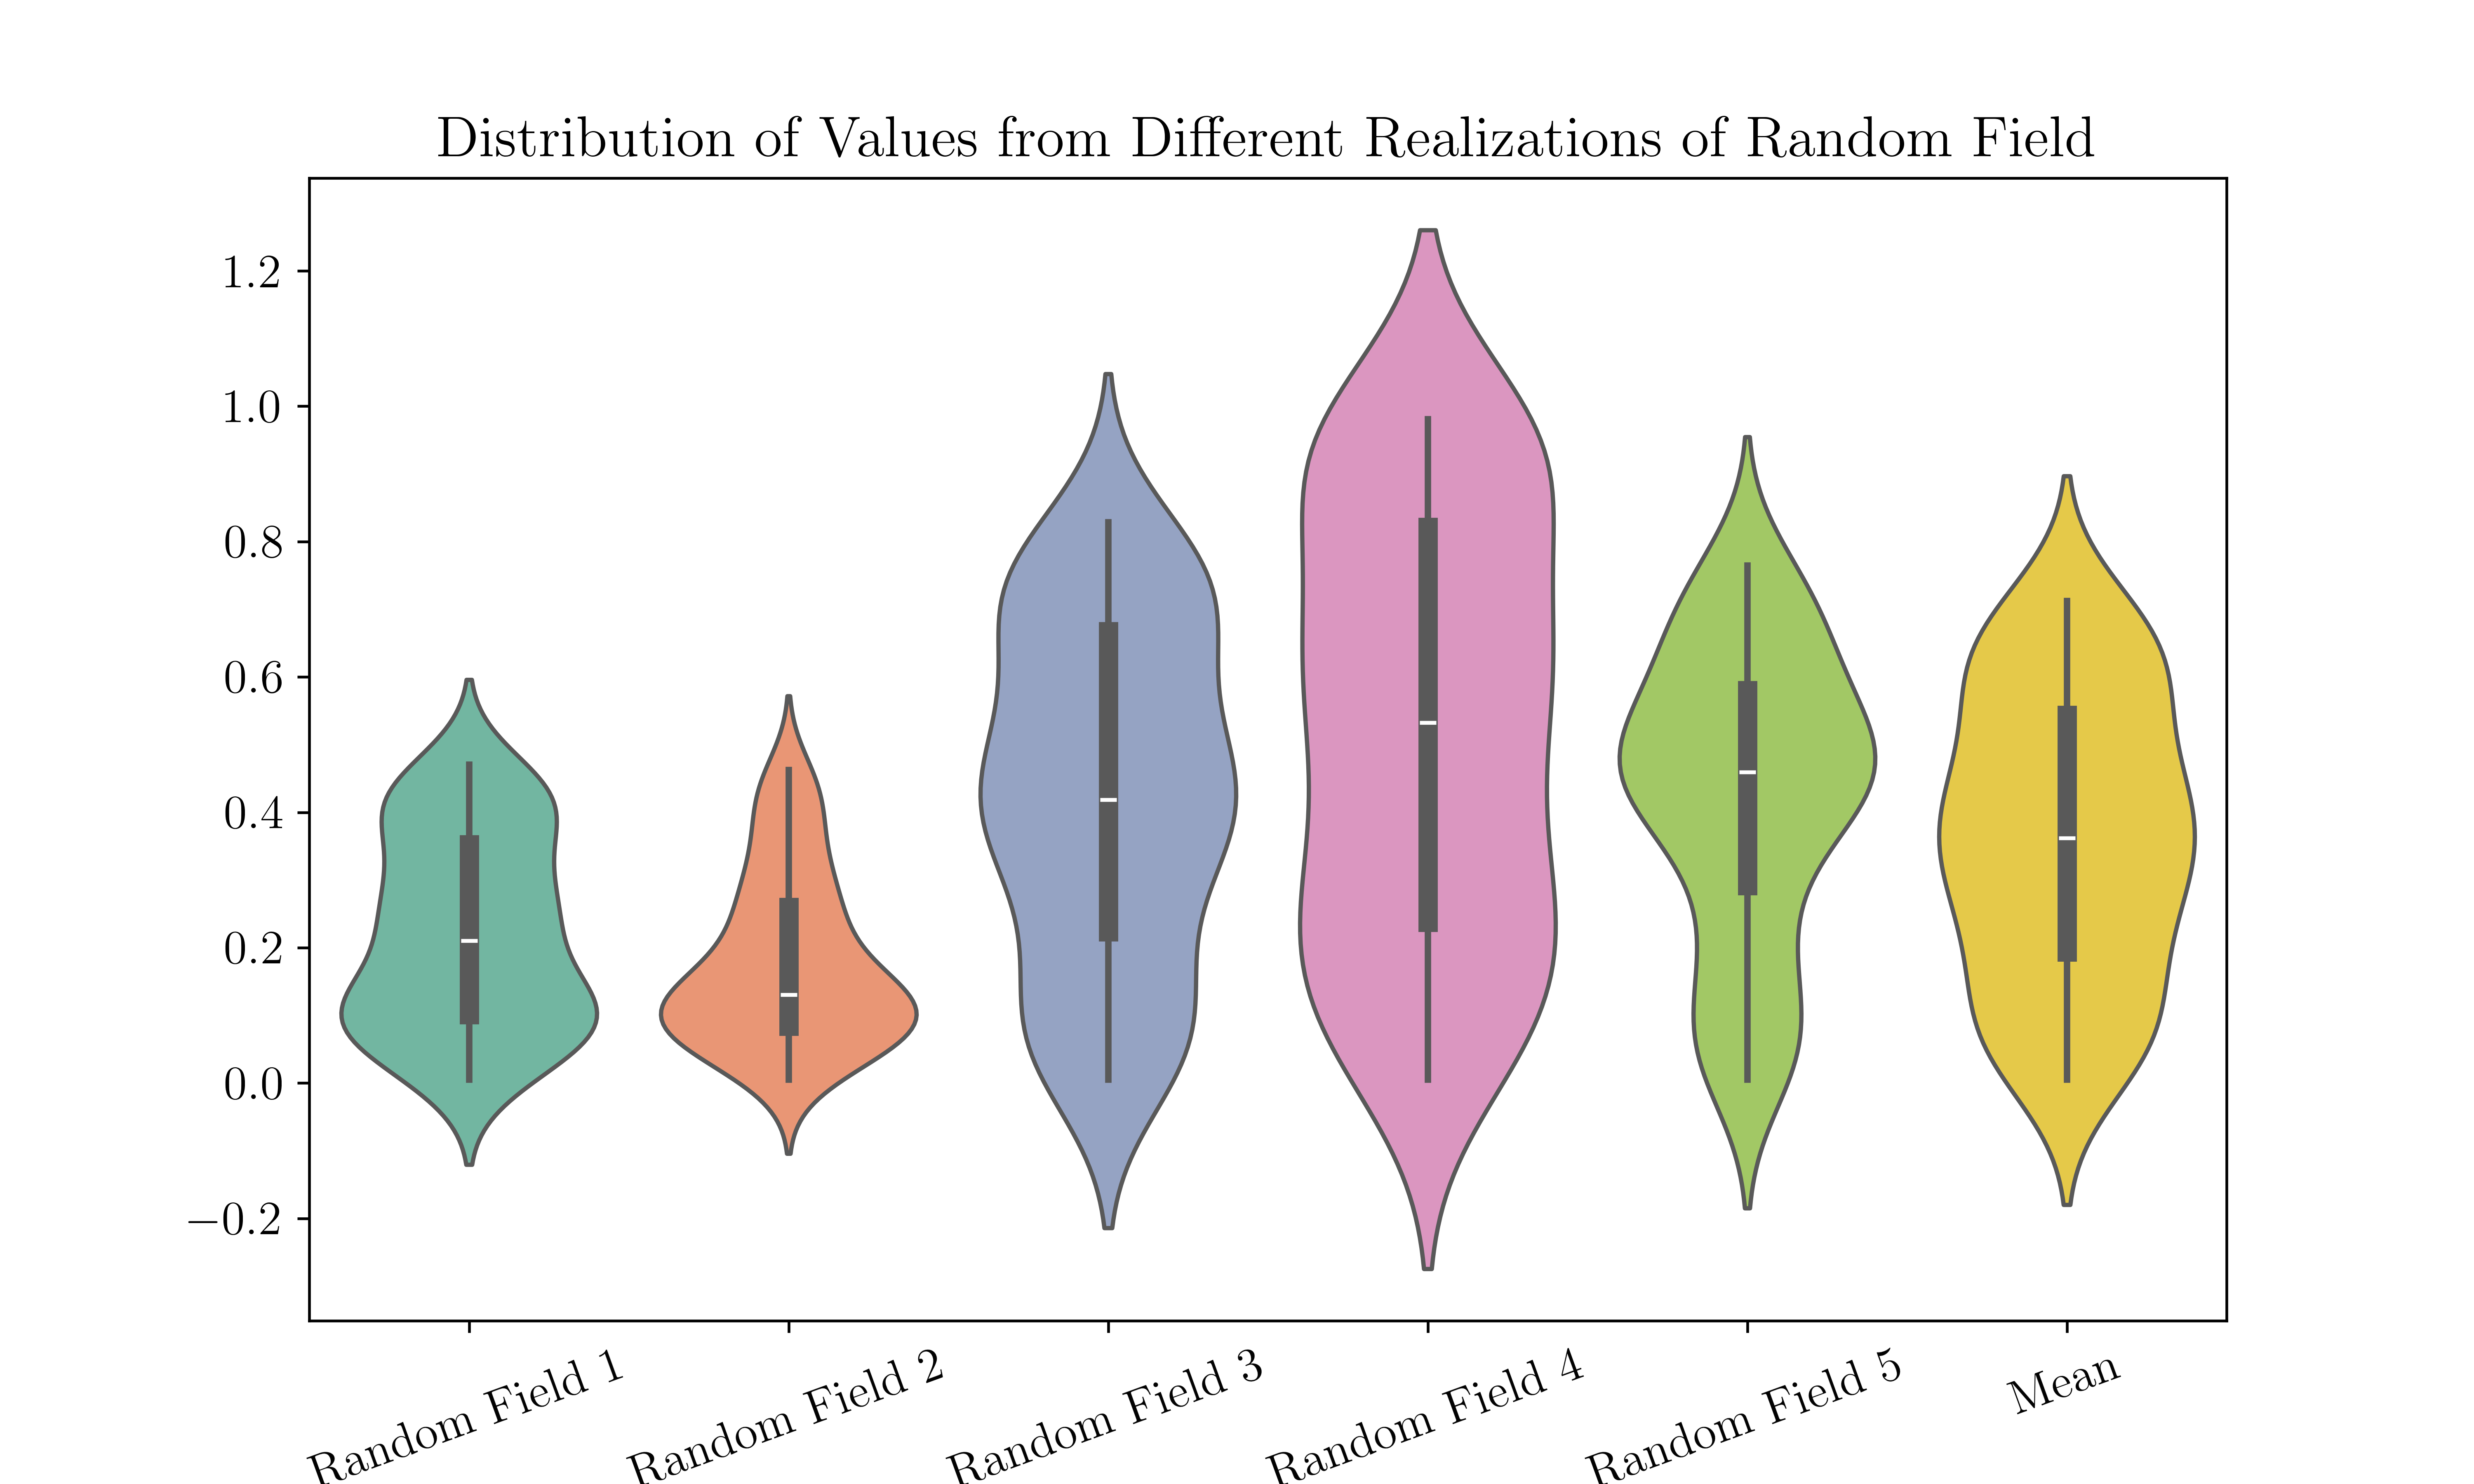 Distribution of Values from Different Realizations of Random Field
1.2
1.0
0.8
0.6
0.4
0.2
0.0
−0.2
Random Field 1
Random Field 2
Random Field 3
Random Field 4
Random Field 5
Mean